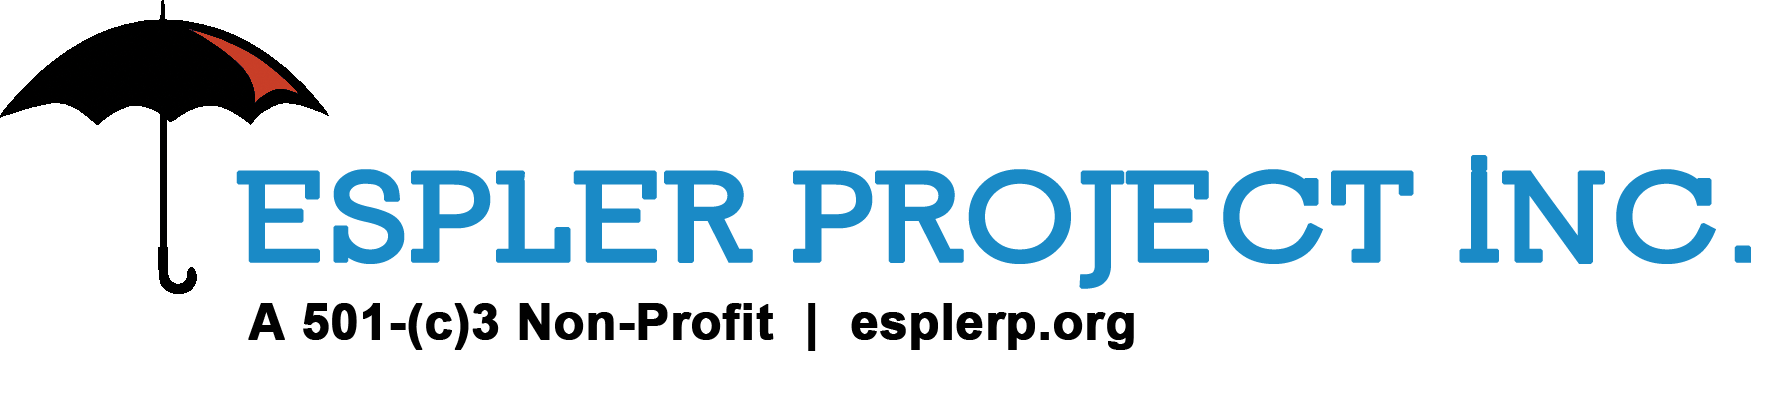 ESPLER PROJECT INC.
A 501-(c)3 Non-Profit | esplerp.org